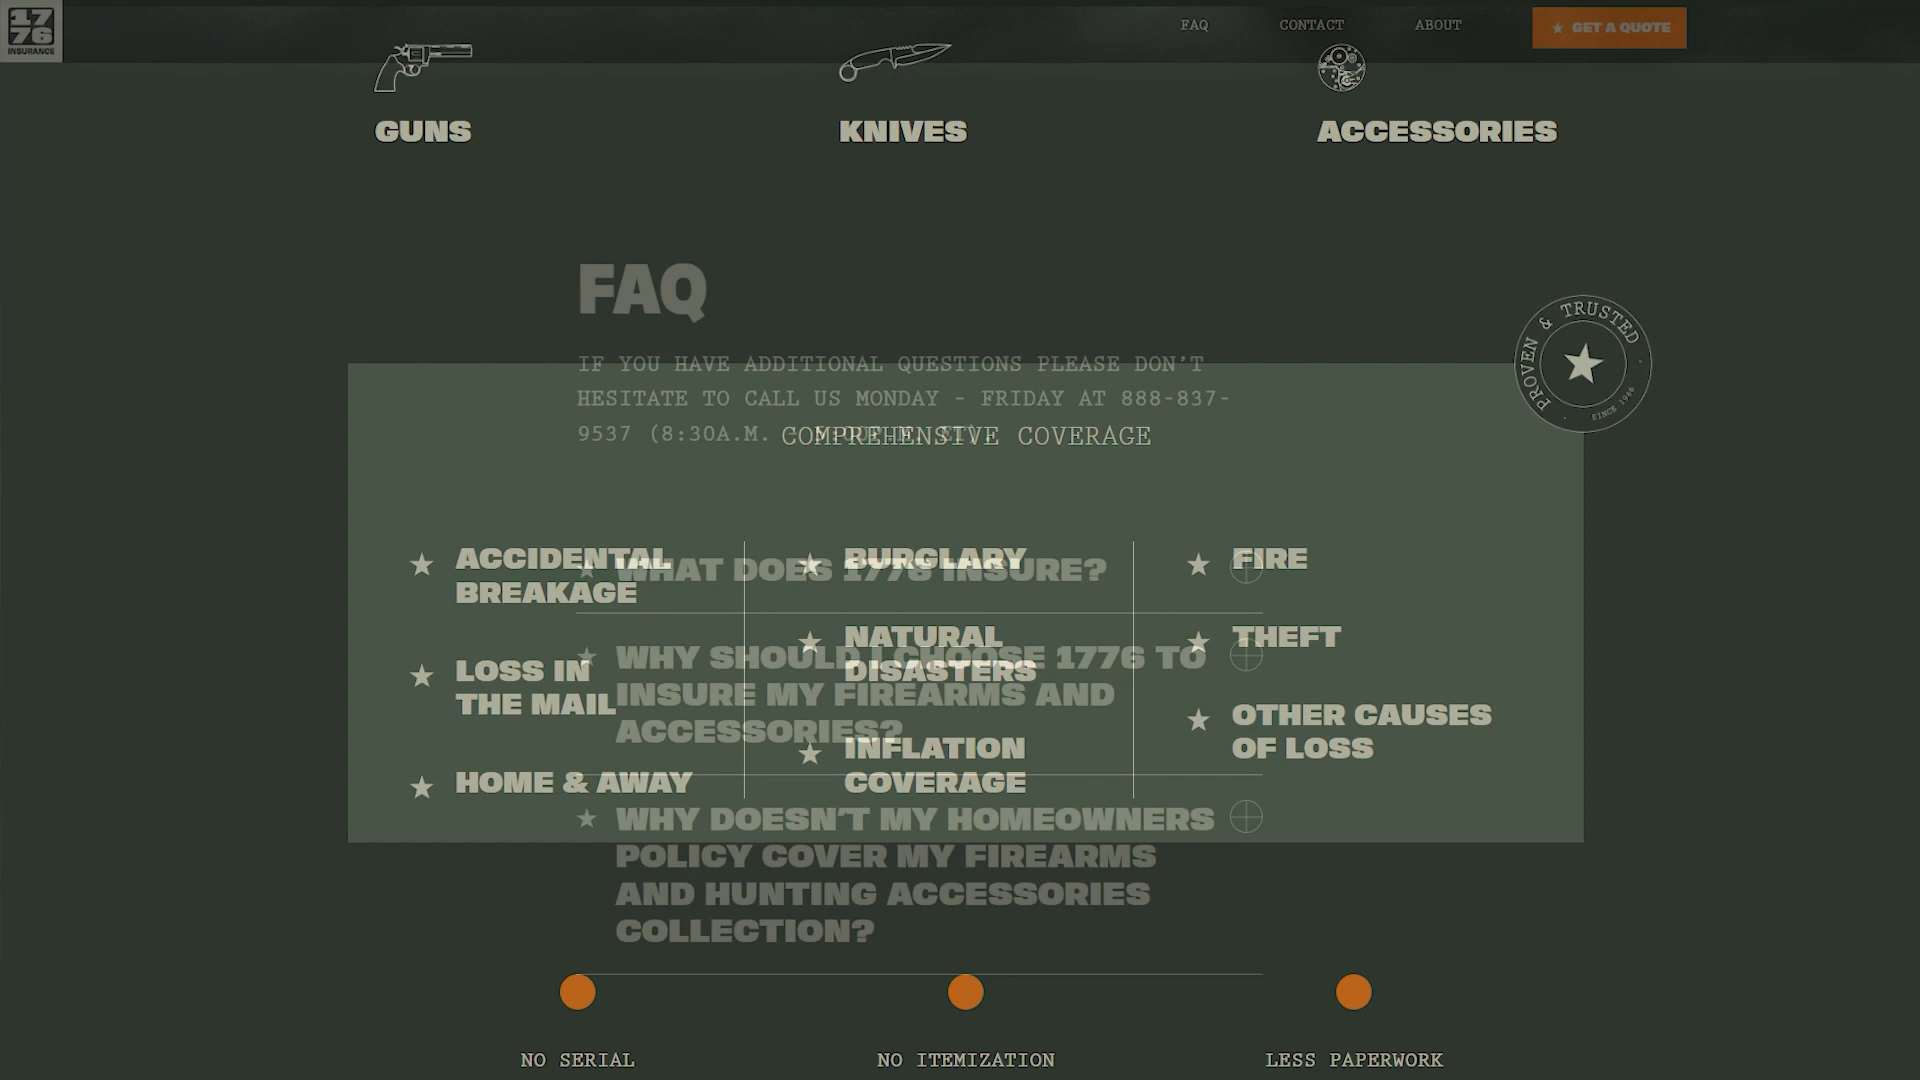 17
76
INSURANCE
FAQ
CONTACT
ABOUT
★ GET A QUOTE
GUNS
KNIVES
ACCESSORIES
FAQ
IF YOU HAVE ADDITIONAL QUESTIONS PLEASE DON'T
HESITATE TO CALL US MONDAY - FRIDAY AT 888-837-
9537 (8:30A.M.
PROVEN & TRUSTED
SINCE 1966
COMPREHENSIVE COVERAGE
★ ACCIDENTAL
BREAKAGE
★ LOSS IN
THE MAIL
★ HOME & AWAY
★ BURGLARY
★ NATURAL
DISASTERS
★ INFLATION
COVERAGE
★ FIRE
★ THEFT
★ OTHER CAUSES
OF LOSS
★ WHAT DOES 1776 INSURE?
★ WHY SHOULD I CHOOSE 1776 TO
INSURE MY FIREARMS AND
ACCESSORIES?
★ WHY DOESN'T MY HOMEOWNERS
POLICY COVER MY FIREARMS
AND HUNTING ACCESSORIES
COLLECTION?
NO SERIAL
NO ITEMIZATION
LESS PAPERWORK